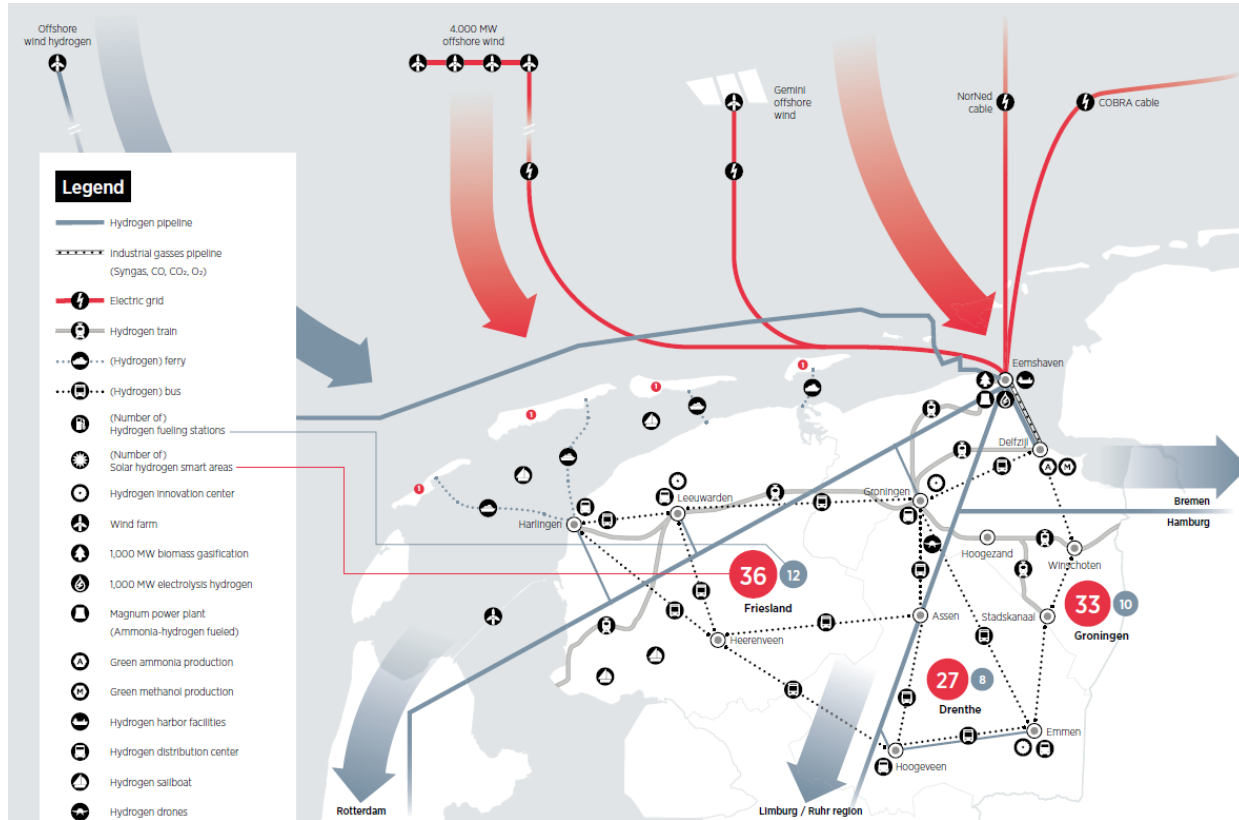 Offshore
wind hydrogen
4.000 MW
offshore wind
Gemini
offshore
wind
NorNed
cable
COBRA cable
Legend
Hydrogen pipeline
Industrial gasses pipeline
(Syngas, CO, CO₂, O₂)
Electric grid
Hydrogen train
(Hydrogen) ferry
(Hydrogen) bus
(Number of)
Hydrogen fueling stations
(Number of)
Solar hydrogen smart areas
Hydrogen innovation center
Wind farm
1,000 MW biomass gasification
1,000 MW electrolysis hydrogen
Magnum power plant
(Ammonia-hydrogen fueled)
A
Green ammonia production
M
Green methanol production
Hydrogen harbor facilities
Hydrogen distribution center
Hydrogen sailboat
Hydrogen drones
1
1
1
1
Eemshaven
Delfzijl
A M
Bremen
Hamburg
Groningen
Leeuwarden
Harlingen
Hoogezand
Winschoten
36
12
Friesland
33
10
Groningen
Stadskanaal
Assen
Heerenveen
27
8
Drenthe
Emmen
Hoogeveen
Rotterdam
Limburg / Ruhr region